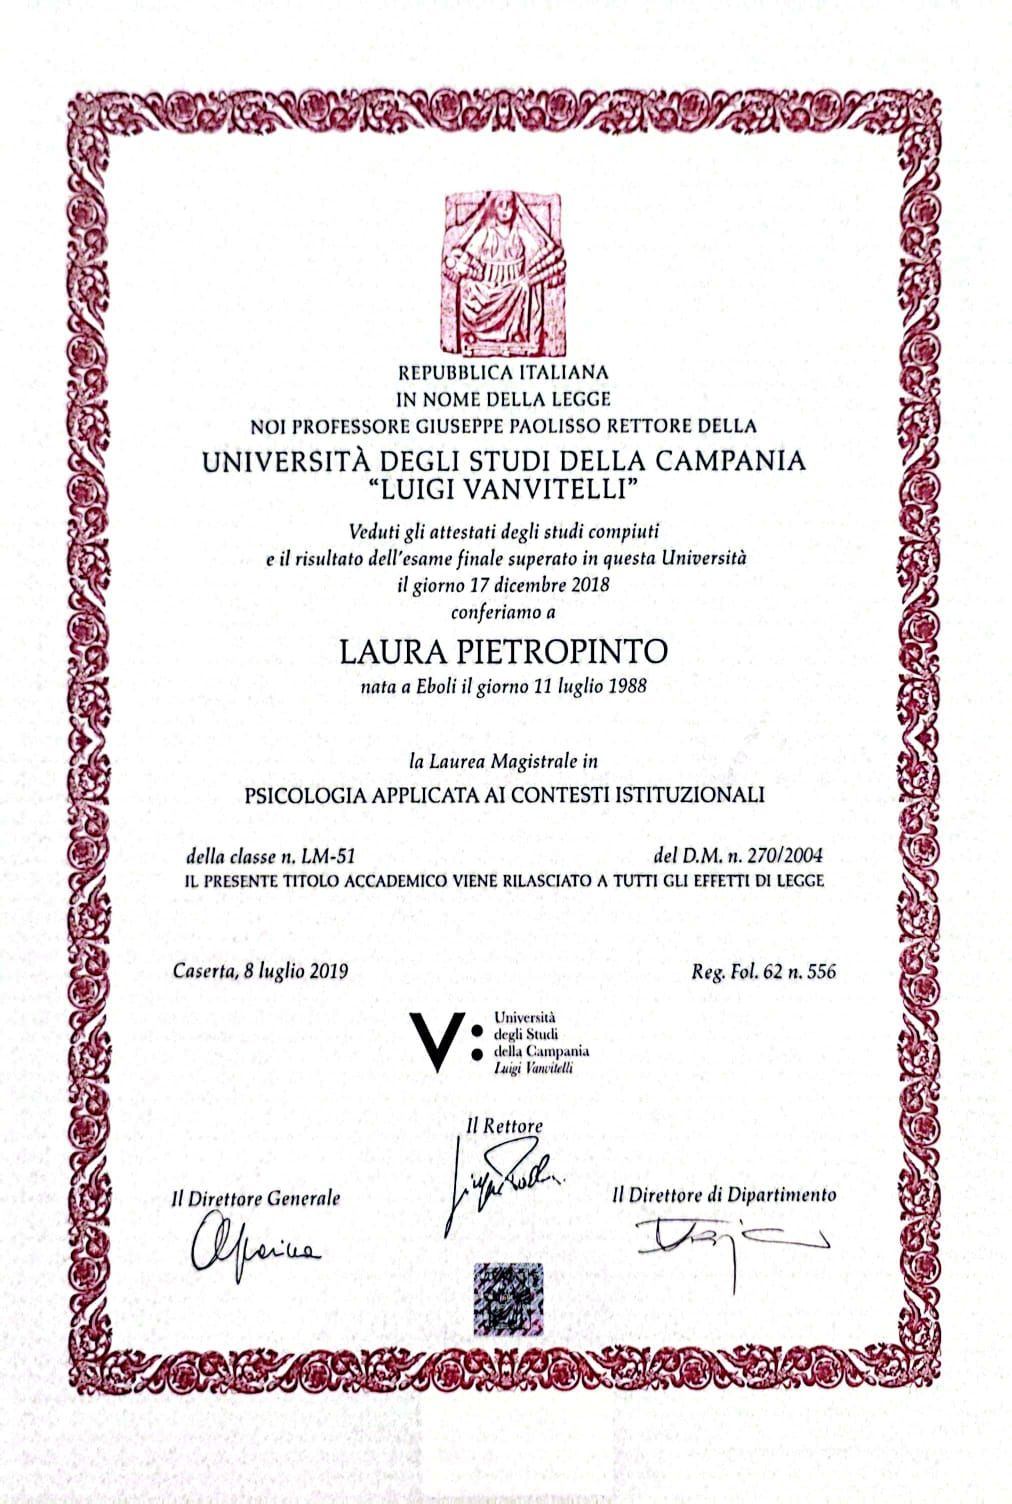 REPUBBLICA ITALIANA
IN NOME DELLA LEGGE
NOI PROFESSORE GIUSEPPE PAOLISSO RETTORE DELLA
UNIVERSITÀ DEGLI STUDI DELLA CAMPANIA
“LUIGI VANVITELLI”
Veduti gli attestati degli studi compiuti
e il risultato dell'esame finale superato in questa Università
il giorno 17 dicembre 2018
conferiamo a
LAURA PIETROPINTO
nata a Eboli il giorno 11 luglio 1988
la Laurea Magistrale in
PSICOLOGIA APPLICATA AI CONTESTI ISTITUZIONALI
della classe n. LM-51 del D.M. n. 270/2004
IL PRESENTE TITOLO ACCADEMICO VIENE RILASCIATO A TUTTI GLI EFFETTI DI LEGGE
Caserta, 8 luglio 2019 Reg. Fol. 62 n. 556
V:
Università
degli Studi
della Campania
Luigi Vanvitelli
Il Rettore
Il Direttore Generale
Il Direttore di Dipartimento